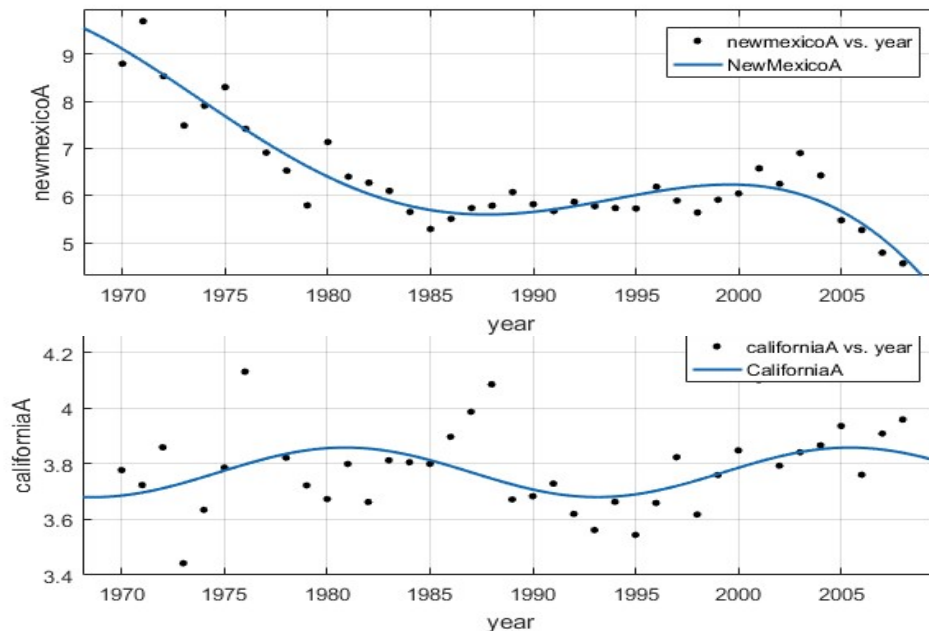 newmexicoA vs. year
NewMexicoA
newmexicoA
9
8
7
6
5
1970 1975 1980 1985 1990 1995 2000 2005
year
californiaA vs. year
CaliforniaA
californiaA
4.2
4
3.8
3.6
3.4
1970 1975 1980 1985 1990 1995 2000 2005
year